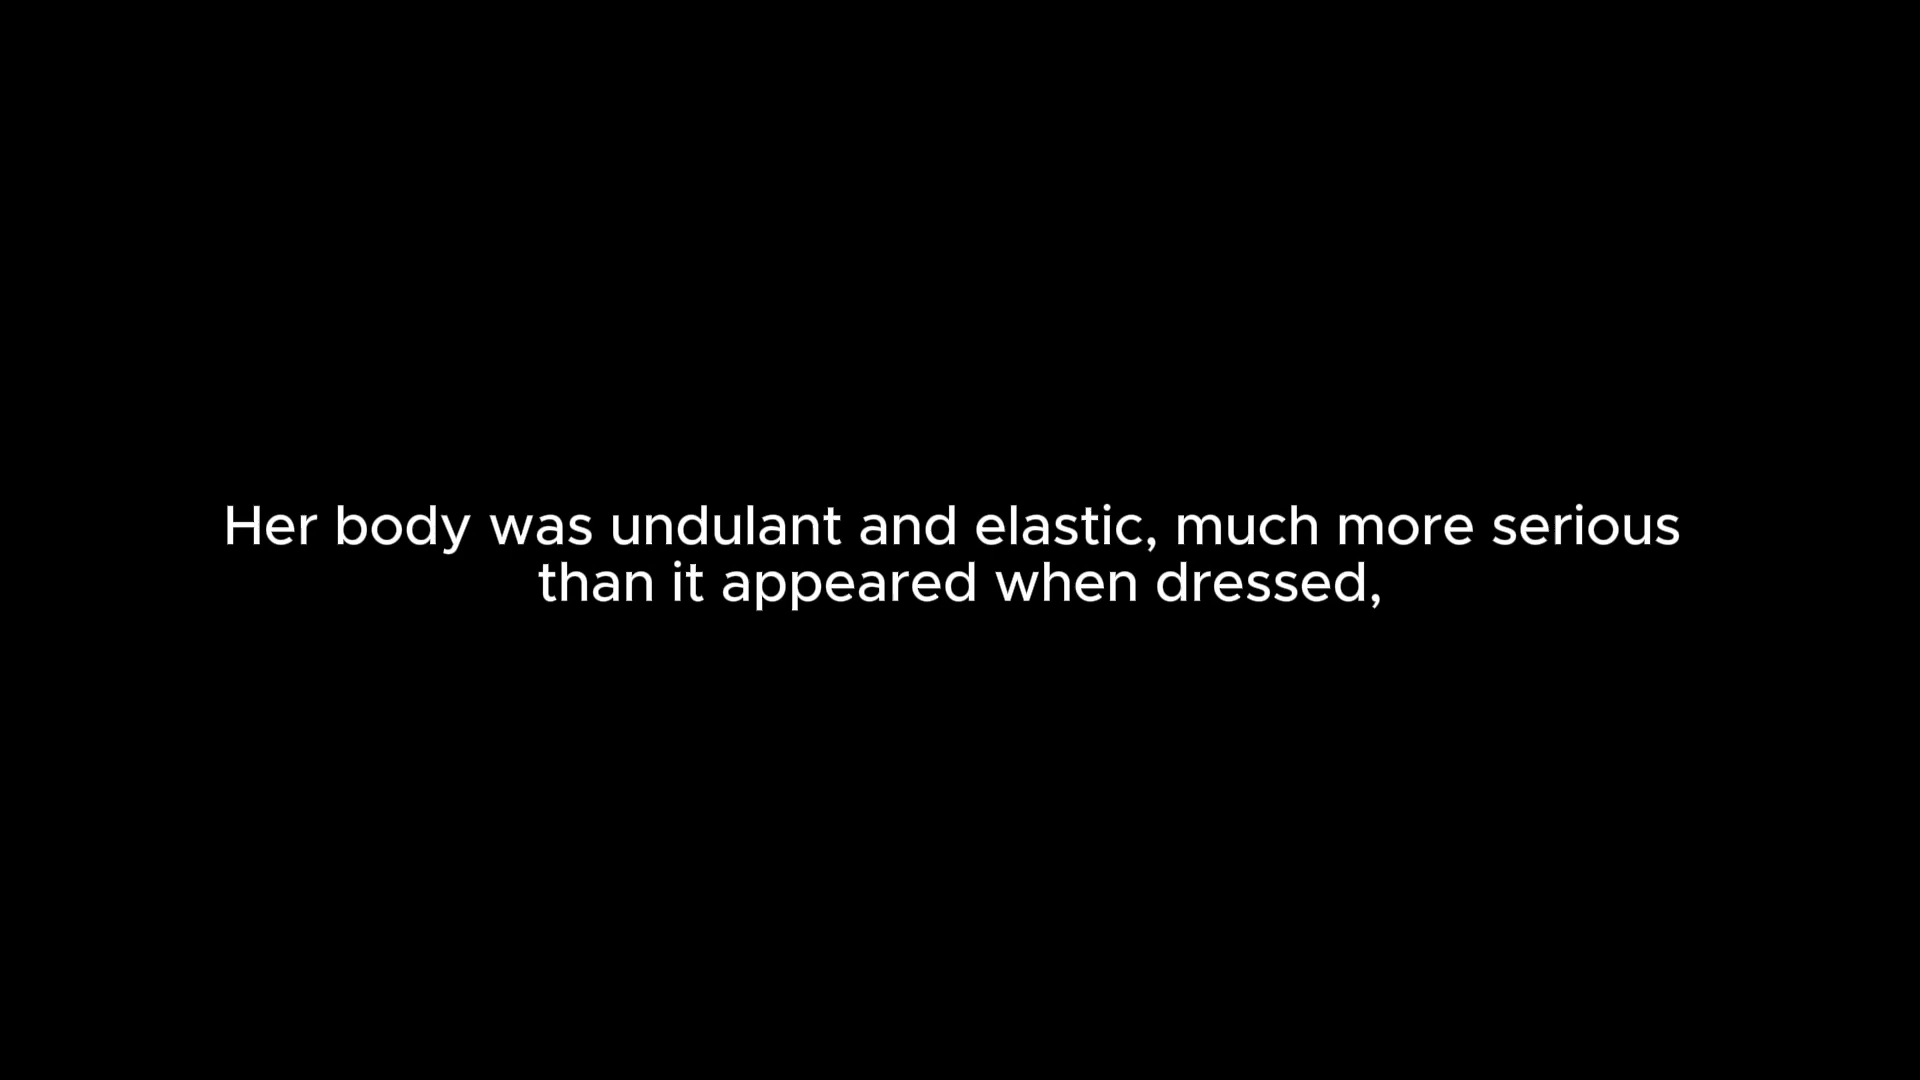 Her body was undulant and elastic, much more serious
than it appeared when dressed,